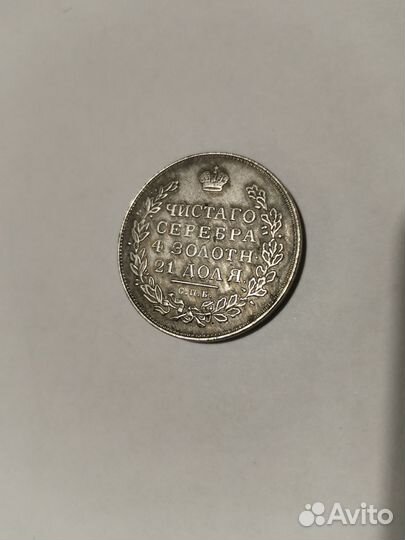 ЧИСТАГО
СЕРЕБРА
4 ЗОЛОТН.
21 ДОЛЯ
С.П.Б.
Avito